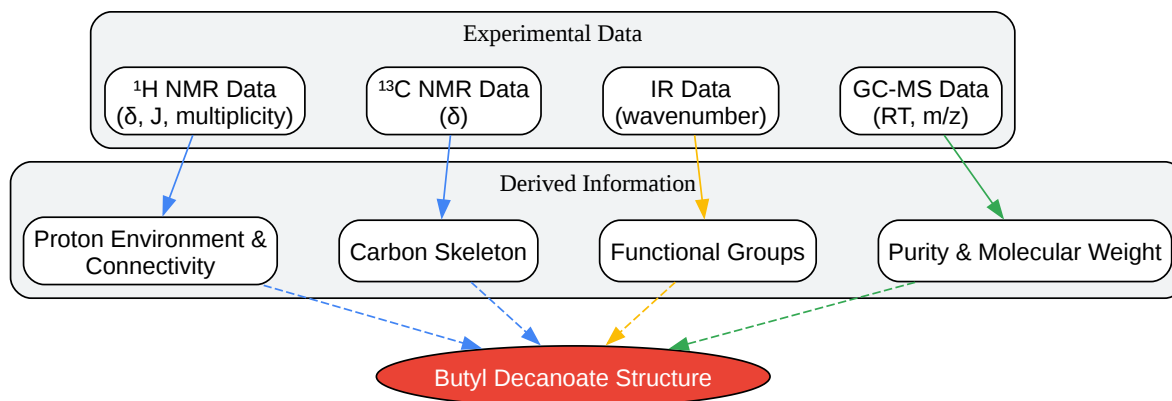 Experimental Data
¹H NMR Data
(δ, J, multiplicity)
¹³C NMR Data
(δ)
IR Data
(wavenumber)
GC-MS Data
(RT, m/z)
Derived Information
Proton Environment &
Connectivity
Carbon Skeleton
Functional Groups
Purity & Molecular Weight
Butyl Decanoate Structure